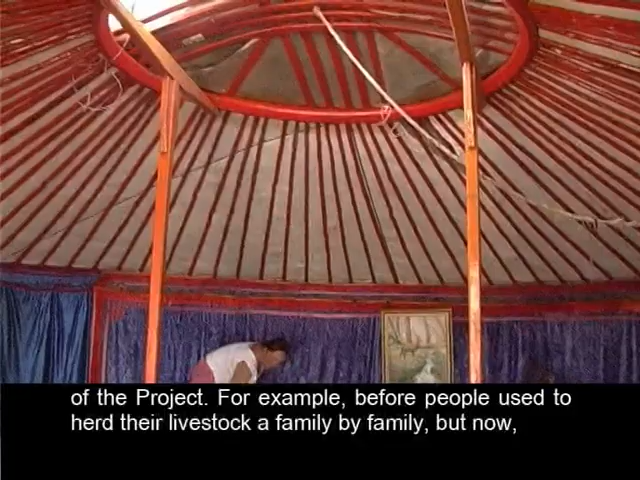 of the Project. For example, before people used to
herd their livestock a family by family, but now,